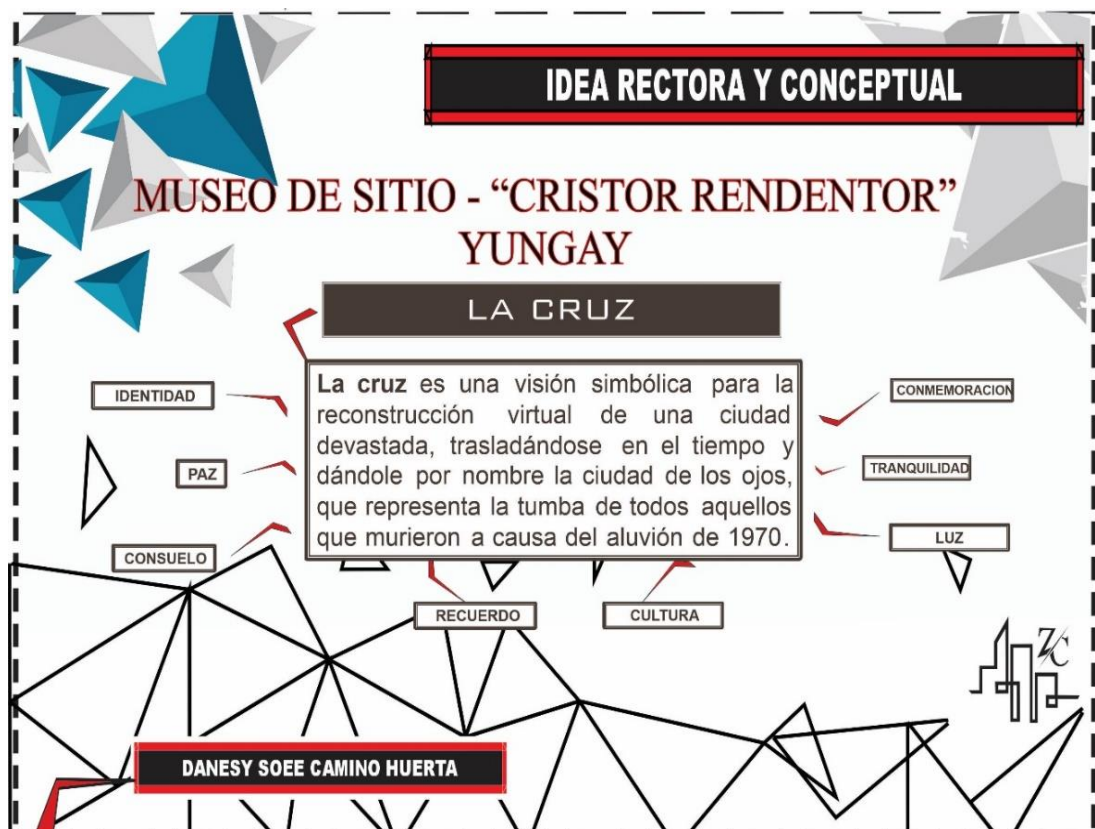 IDEA RECTORA Y CONCEPTUAL
MUSEO DE SITIO - “CRISTOR RENDENTOR”
YUNGAY
LA CRUZ
La cruz es una visión simbólica para la
reconstrucción virtual de una ciudad
devastada, trasladándose en el tiempo y
dándole por nombre la ciudad de los ojos,
que representa la tumba de todos aquellos
que murieron a causa del aluvión de 1970.
IDENTIDAD
PAZ
CONSUELO
CONMEMORACION
TRANQUILIDAD
LUZ
RECUERDO
CULTURA
ZC
DANESY SOEE CAMINO HUERTA